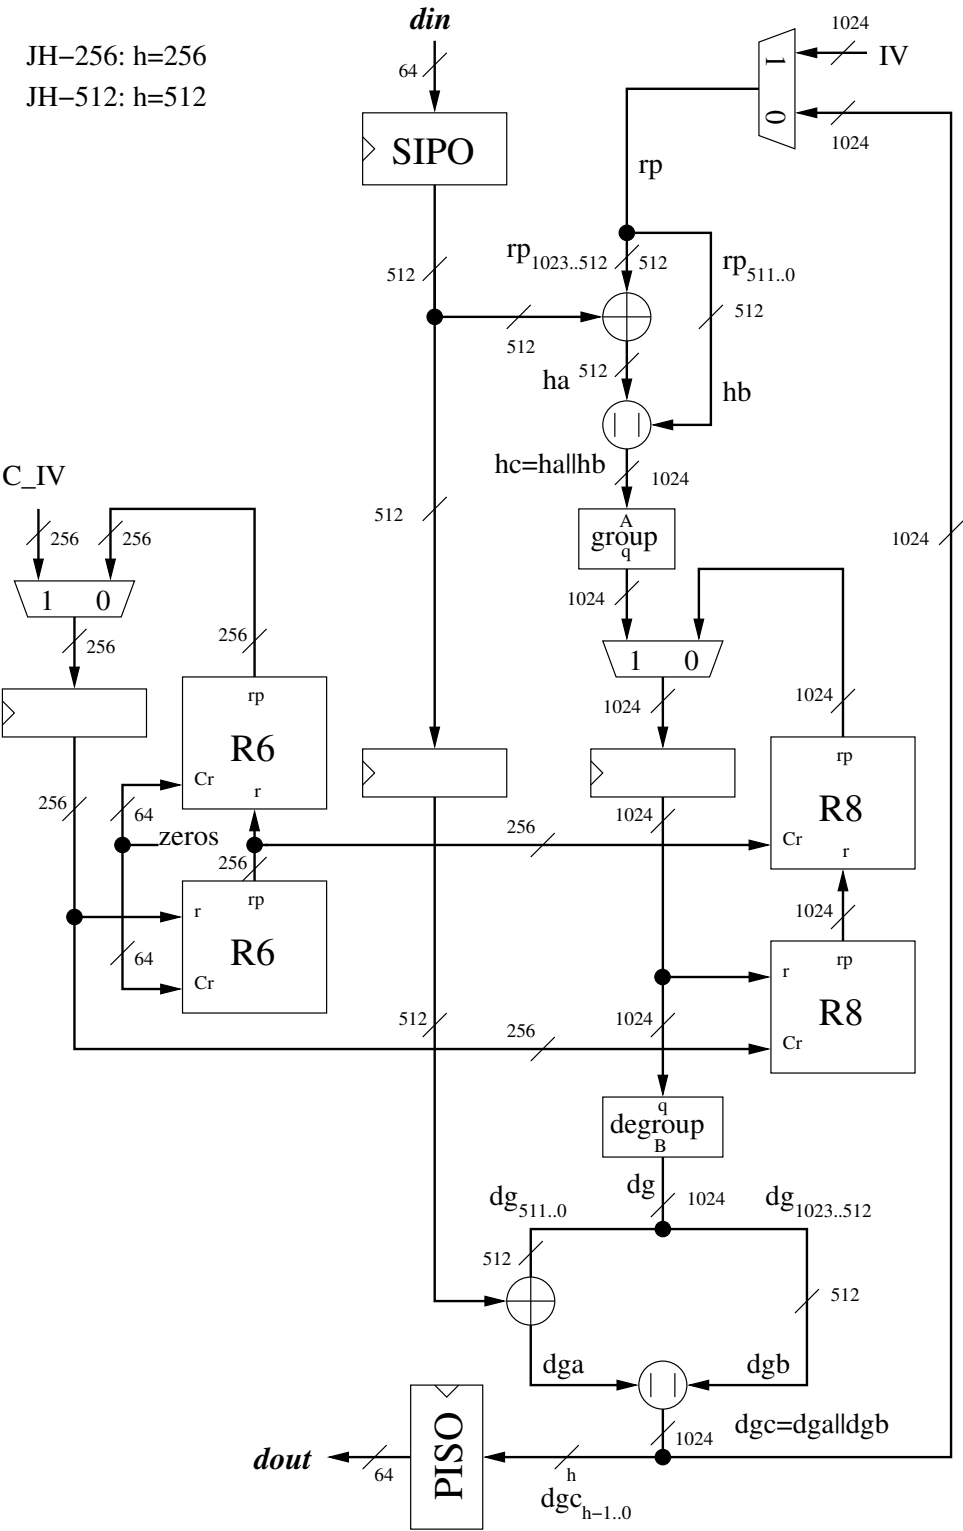 din
1024
JH−256: h=256
IV
64
1
JH−512: h=512
0
1024
SIPO
rp
rp1023..512
512
rp511..0
512
512
512
ha
512
hb
hc=ha||hb
1024
C_IV
512
256
256
A
group
q
1024
1 0
1024
256
256
1 0
1024
1024
rp
R6
Cr
r
rp
R8
Cr
r
256
64
zeros
256
1024
256
rp
r
R6
Cr
64
1024
rp
r
R8
Cr
512
256
1024
q
degroup
B
dg511..0
dg
1024
dg1023..512
512
512
dga
dgb
| |
dgc=dga||dgb
1024
PISO
dout
64
h
dgch−1..0